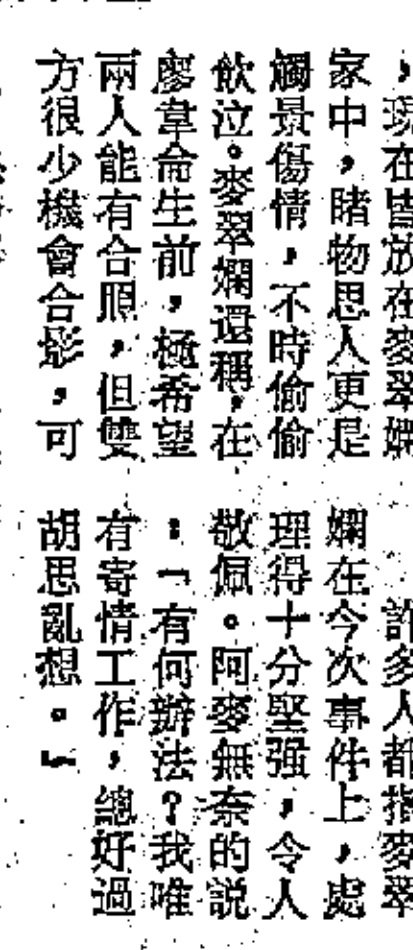 ，現在皆放在麥翠嫻
家中，睹物思人更是
觸景傷情，不時偷偷
飲泣。麥翠嫻還稱，在
廖韋侖生前，極希望
兩人能有合照，但雙
方很少機會合影，可
許多人都指麥翠
嫻在今次事件上，處
理得十分堅强，令人
敬佩。阿麥無奈的説
：「有何辦法？我唯
有寄情工作，總好過
胡思亂想。」